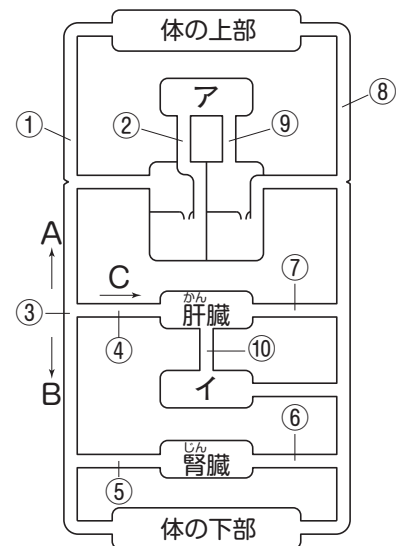 体の上部
⑧
ア
①
②
⑨
A
C
⑦
かん
肝臓
③
④
⑩
B
イ
⑥
じん
腎臓
⑤
体の下部